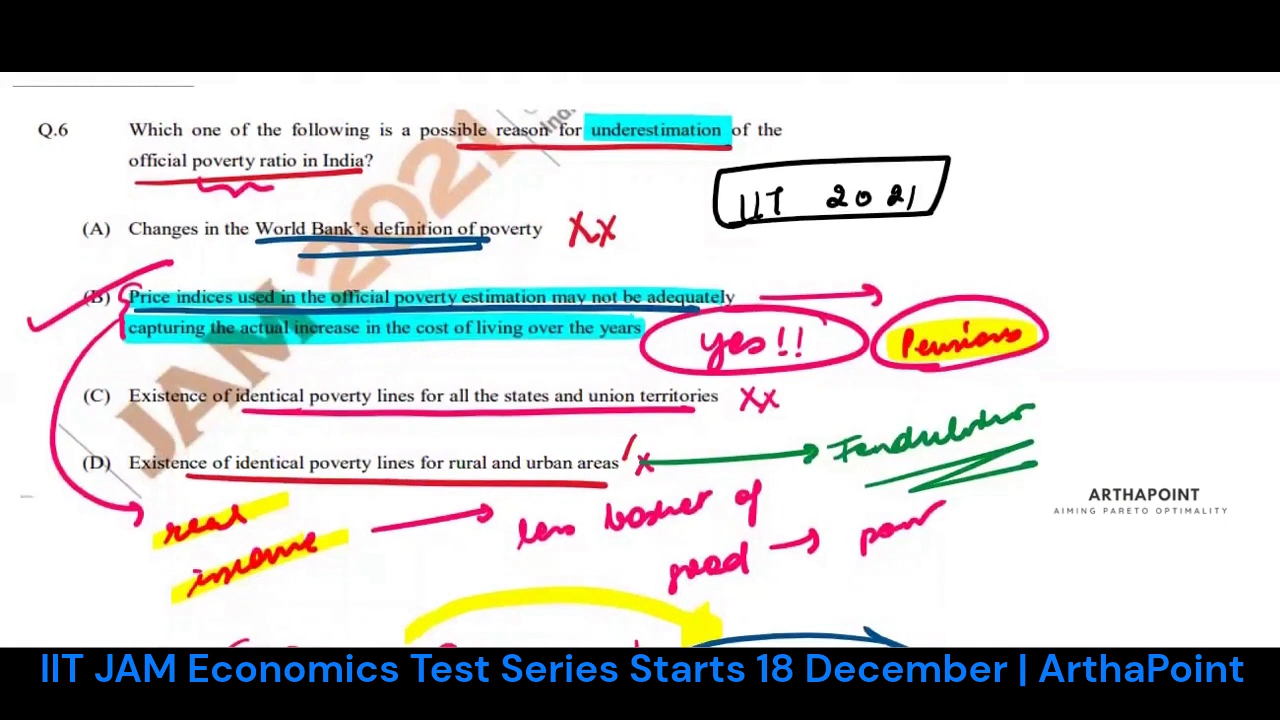 Q.6 Which one of the following is a possible reason for underestimation of the
official poverty ratio in India?
IIT 2021
(A) Changes in the World Bank's definition of poverty XX
(B) Price indices used in the official poverty estimation may not be adequately
capturing the actual increase in the cost of living over the years
yes!! Pensions
(C) Existence of identical poverty lines for all the states and union territories XX
(D) Existence of identical poverty lines for rural and urban areas X
real
income
less basket of
good → poor
JAM 2021
ARTHAPOINT
AIMING PARETO OPTIMALITY
IIT JAM Economics Test Series Starts 18 December | ArthaPoint